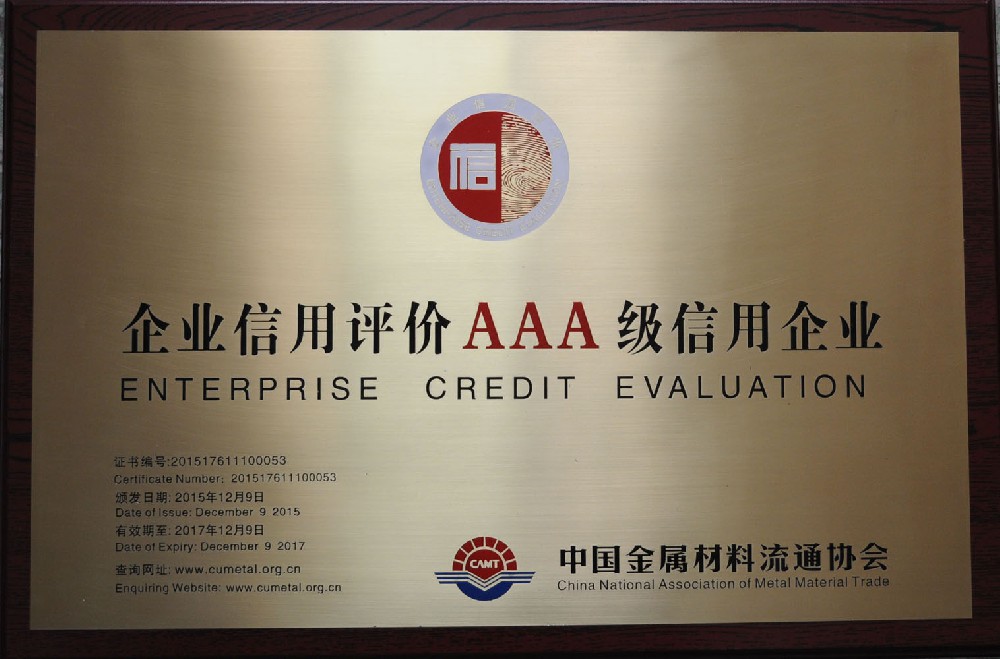 信
企业信用评价AAA级信用企业
ENTERPRISE CREDIT EVALUATION
证书编号:201517611100053
Certificate Number: 201517611100053
颁发日期: 2015年12月9日
Date of Issue: December 9 2015
有效期至: 2017年12月9日
Date of Expiry: December 9 2017
查询网址: www.cumetal.org.cn
Enquiring Website: www.cumetal.org.cn
CAMT
中国金属材料流通协会
China National Association of Metal Material Trade